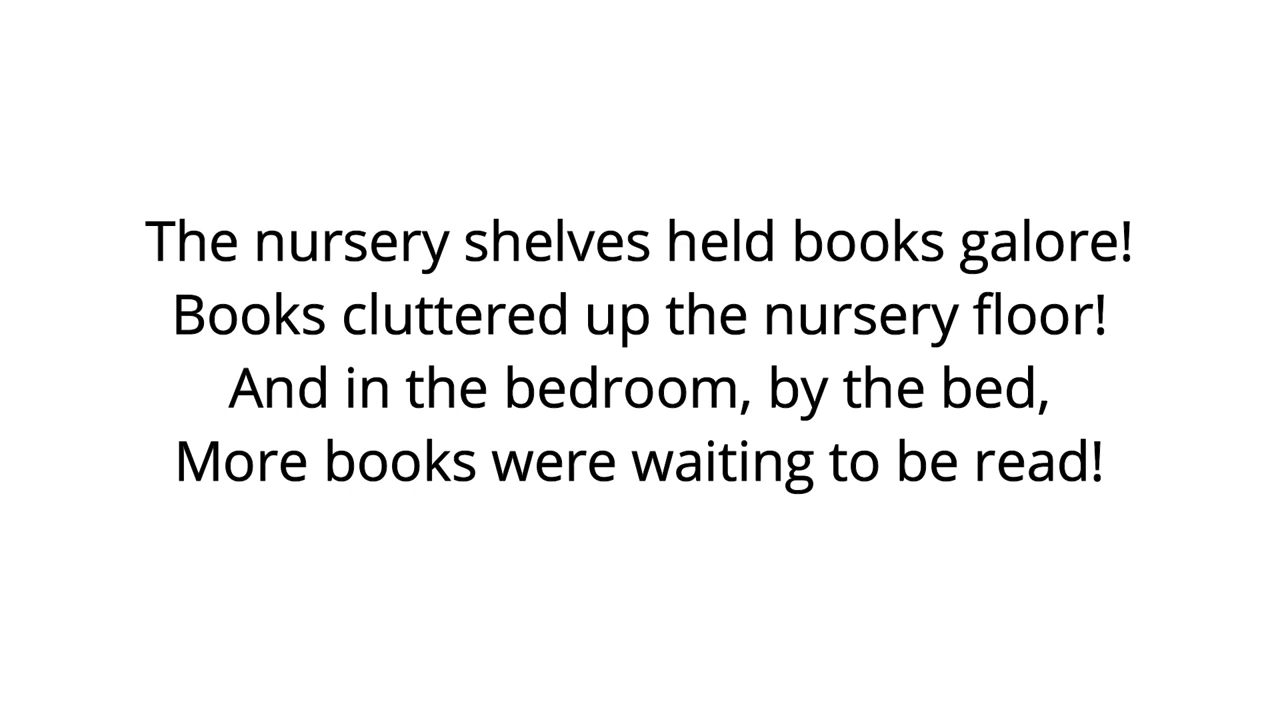 The nursery shelves held books galore!
Books cluttered up the nursery floor!
And in the bedroom, by the bed,
More books were waiting to be read!